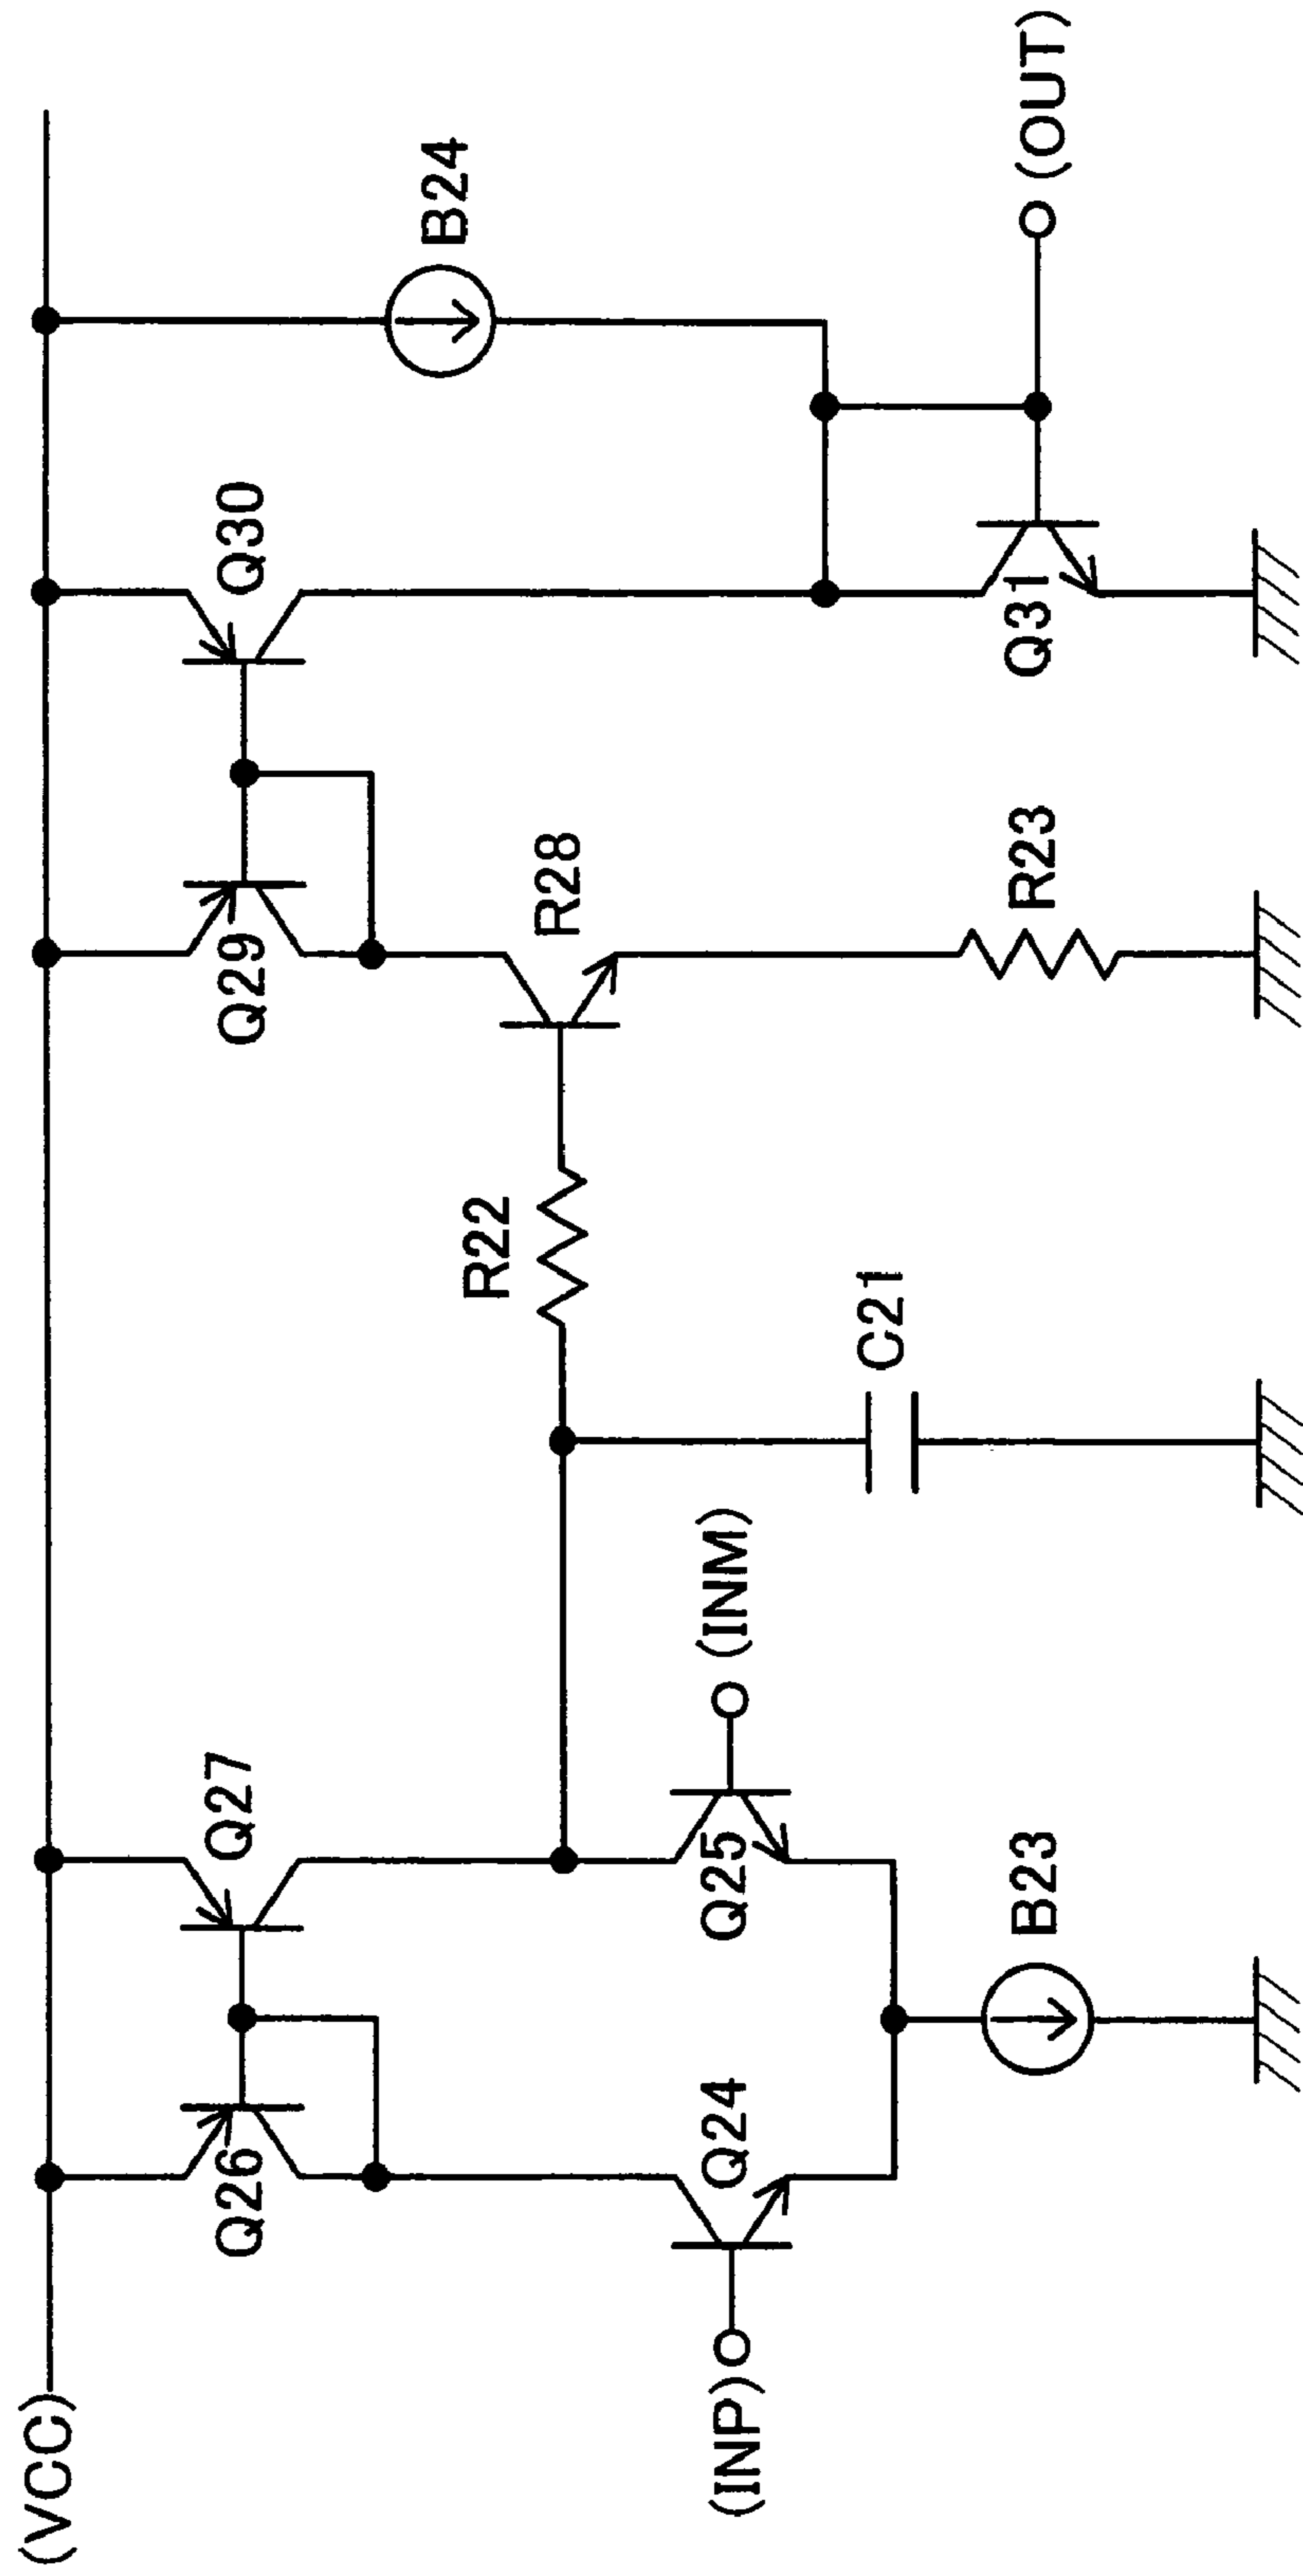 (VCC)
Q26
Q27
Q29
Q30
B24
R22
R28
(INP)
Q24
Q25
(INM)
C21
R23
Q31
(OUT)
B23